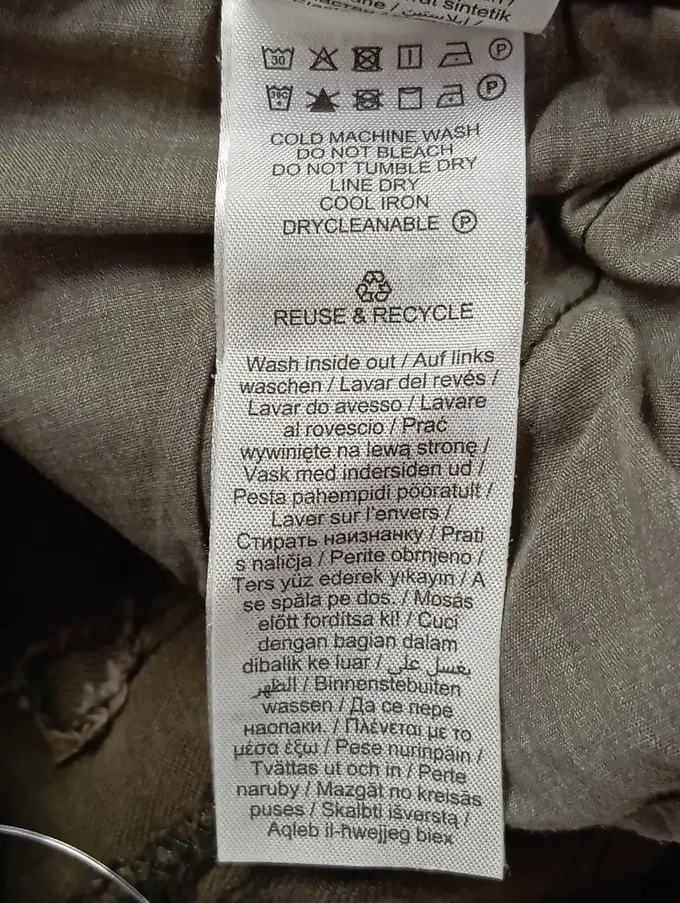 sintetik
30
P
30C
P
COLD MACHINE WASH
DO NOT BLEACH
DO NOT TUMBLE DRY
LINE DRY
COOL IRON
DRYCLEANABLE P
REUSE & RECYCLE
Wash inside out / Auf links
waschen / Lavar del revés /
Lavar do avesso / Lavare
al rovescio / Prać
wywinięte na lewą stronę /
Vask med indersiden ud /
Pesta pahempidi pööratult /
Laver sur l'envers /
Стирать наизнанку / Prati
s naličja / Perite obrnjeno /
Ters yüz ederek yıkayın / A
se spăla pe dos. / Mosás
előtt fordítsa ki! / Cuci
dengan bagian dalam
dibalik ke luar / يغسل على
الظهر / Binnenstebuiten
wassen / Да се пере
наопаки. / Πλένεται με το
μέσα έξω / Pese nurinpäin /
Tvättas ut och in / Perte
naruby / Mazgāt no kreisās
puses / Skalbti išverstą /
Aqleb il-ħwejjeġ biex